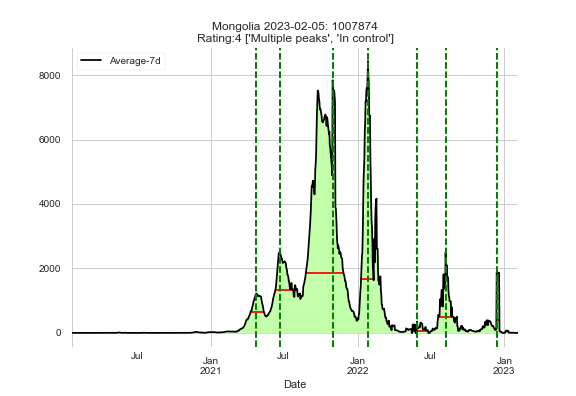 Mongolia 2023-02-05: 1007874
Rating:4 ['Multiple peaks', 'In control']
Average-7d
8000
6000
4000
2000
0
Jul
Jan
2021
Jul
Jan
2022
Jul
Jan
2023
Date